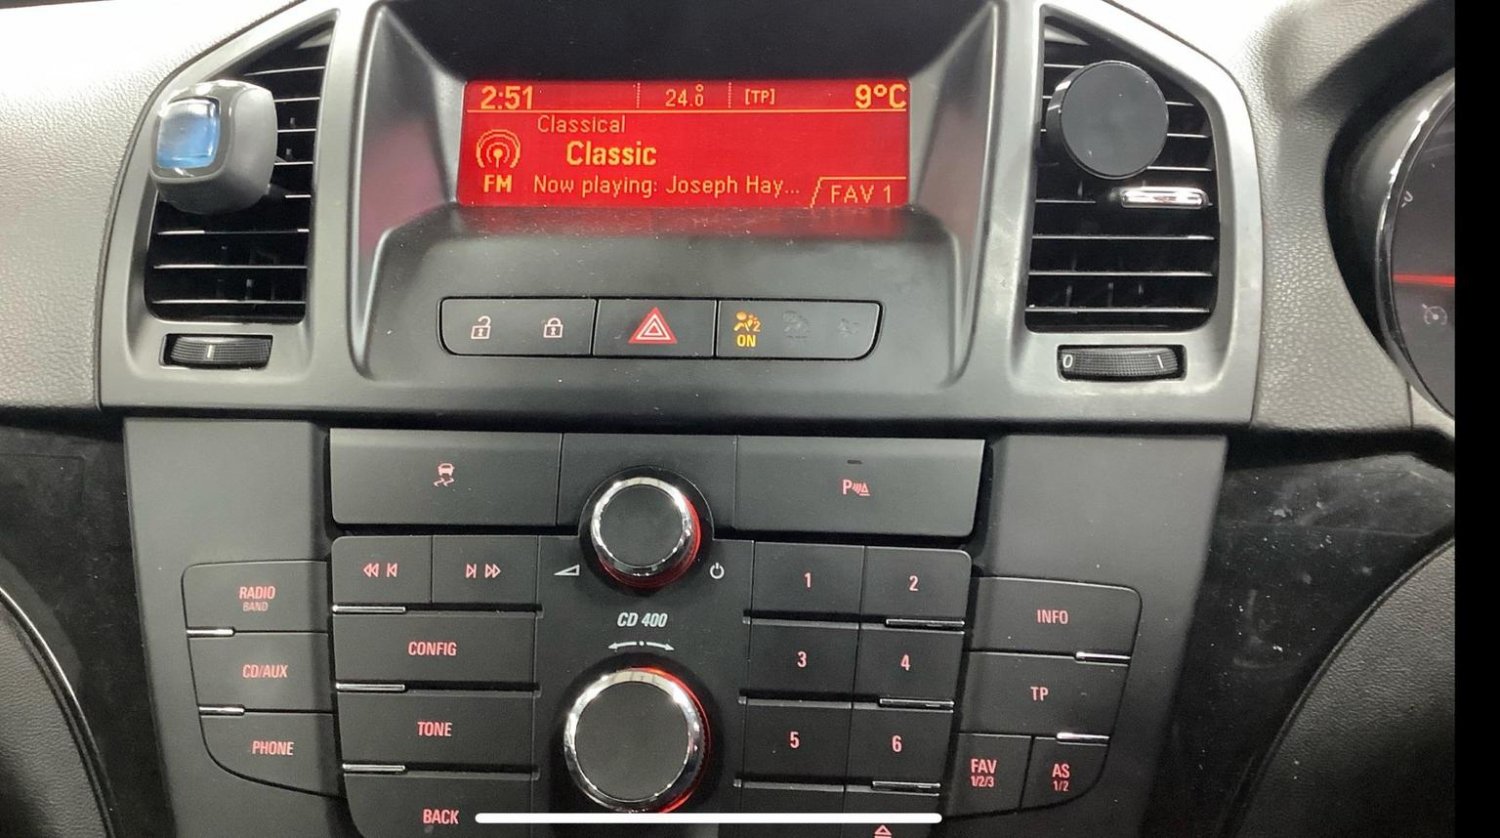 2:51 24.0 [TP] 9°C
Classical
Classic
FM Now playing: Joseph Hay... FAV 1
2
ON
I
0 I
P
RADIO
BAND
1 2
CD 400
INFO
CONFIG
3 4
CD/AUX
TP
TONE
5 6
PHONE
FAV
1/2/3
AS
1/2
BACK